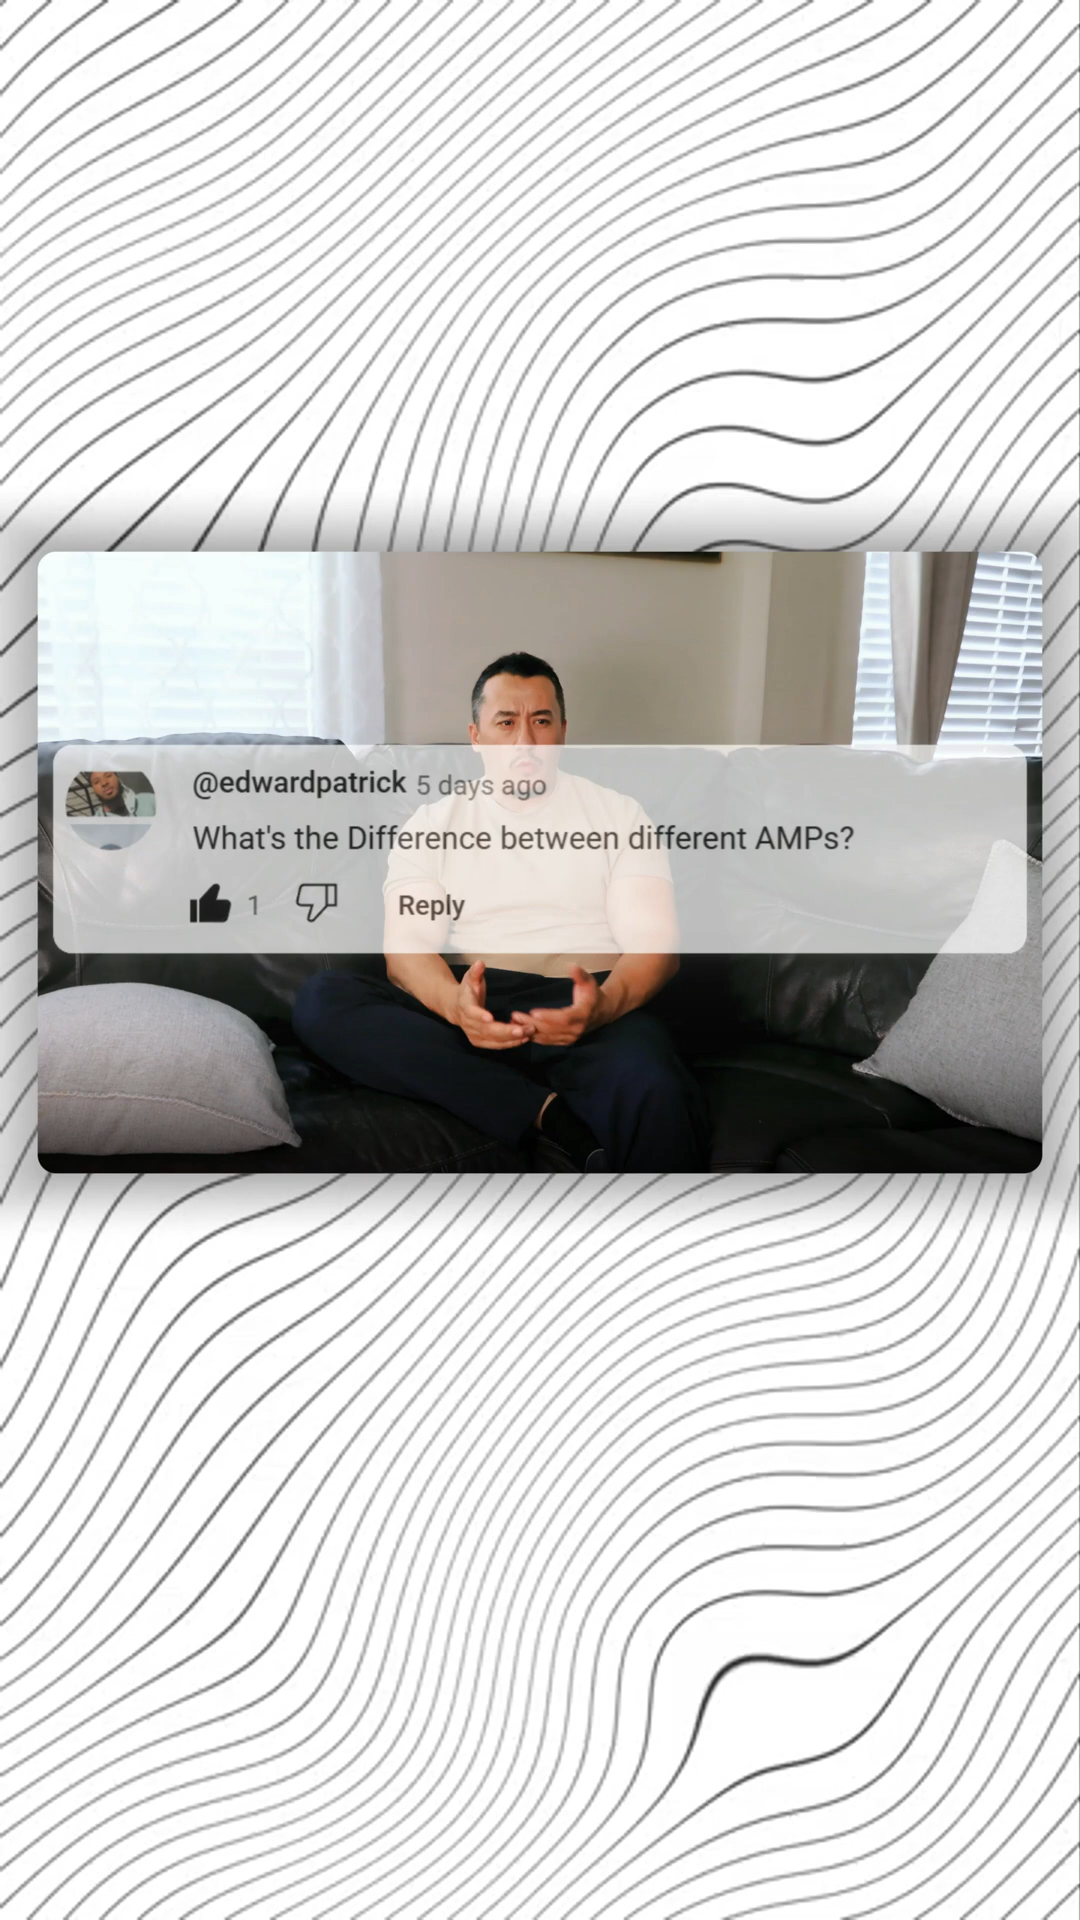 @edwardpatrick 5 days ago
What's the Difference between different AMPs?
1 Reply